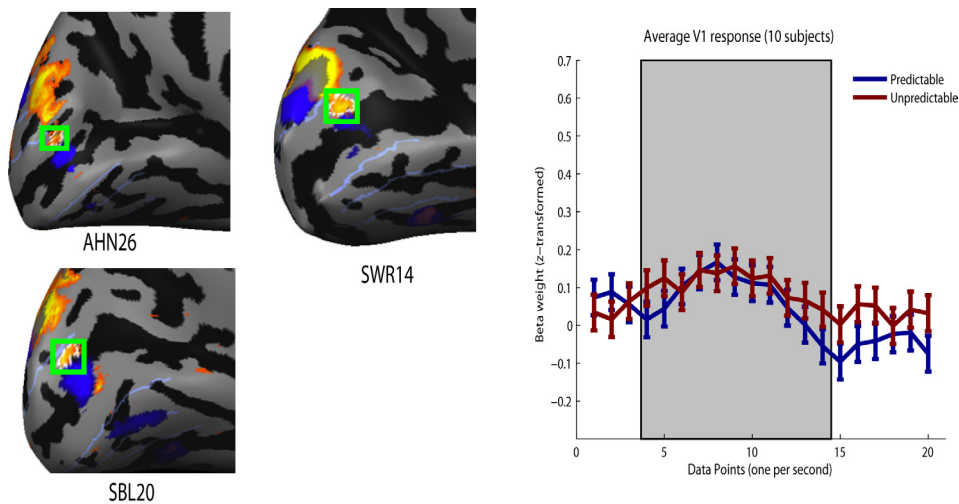 AHN26
SWR14
SBL20
Average V1 response (10 subjects)
Predictable
Unpredictable
Beta weight (z-transformed)
0.7
0.6
0.5
0.4
0.3
0.2
0.1
0
−0.1
−0.2
0
5
10
15
20
Data Points (one per second)